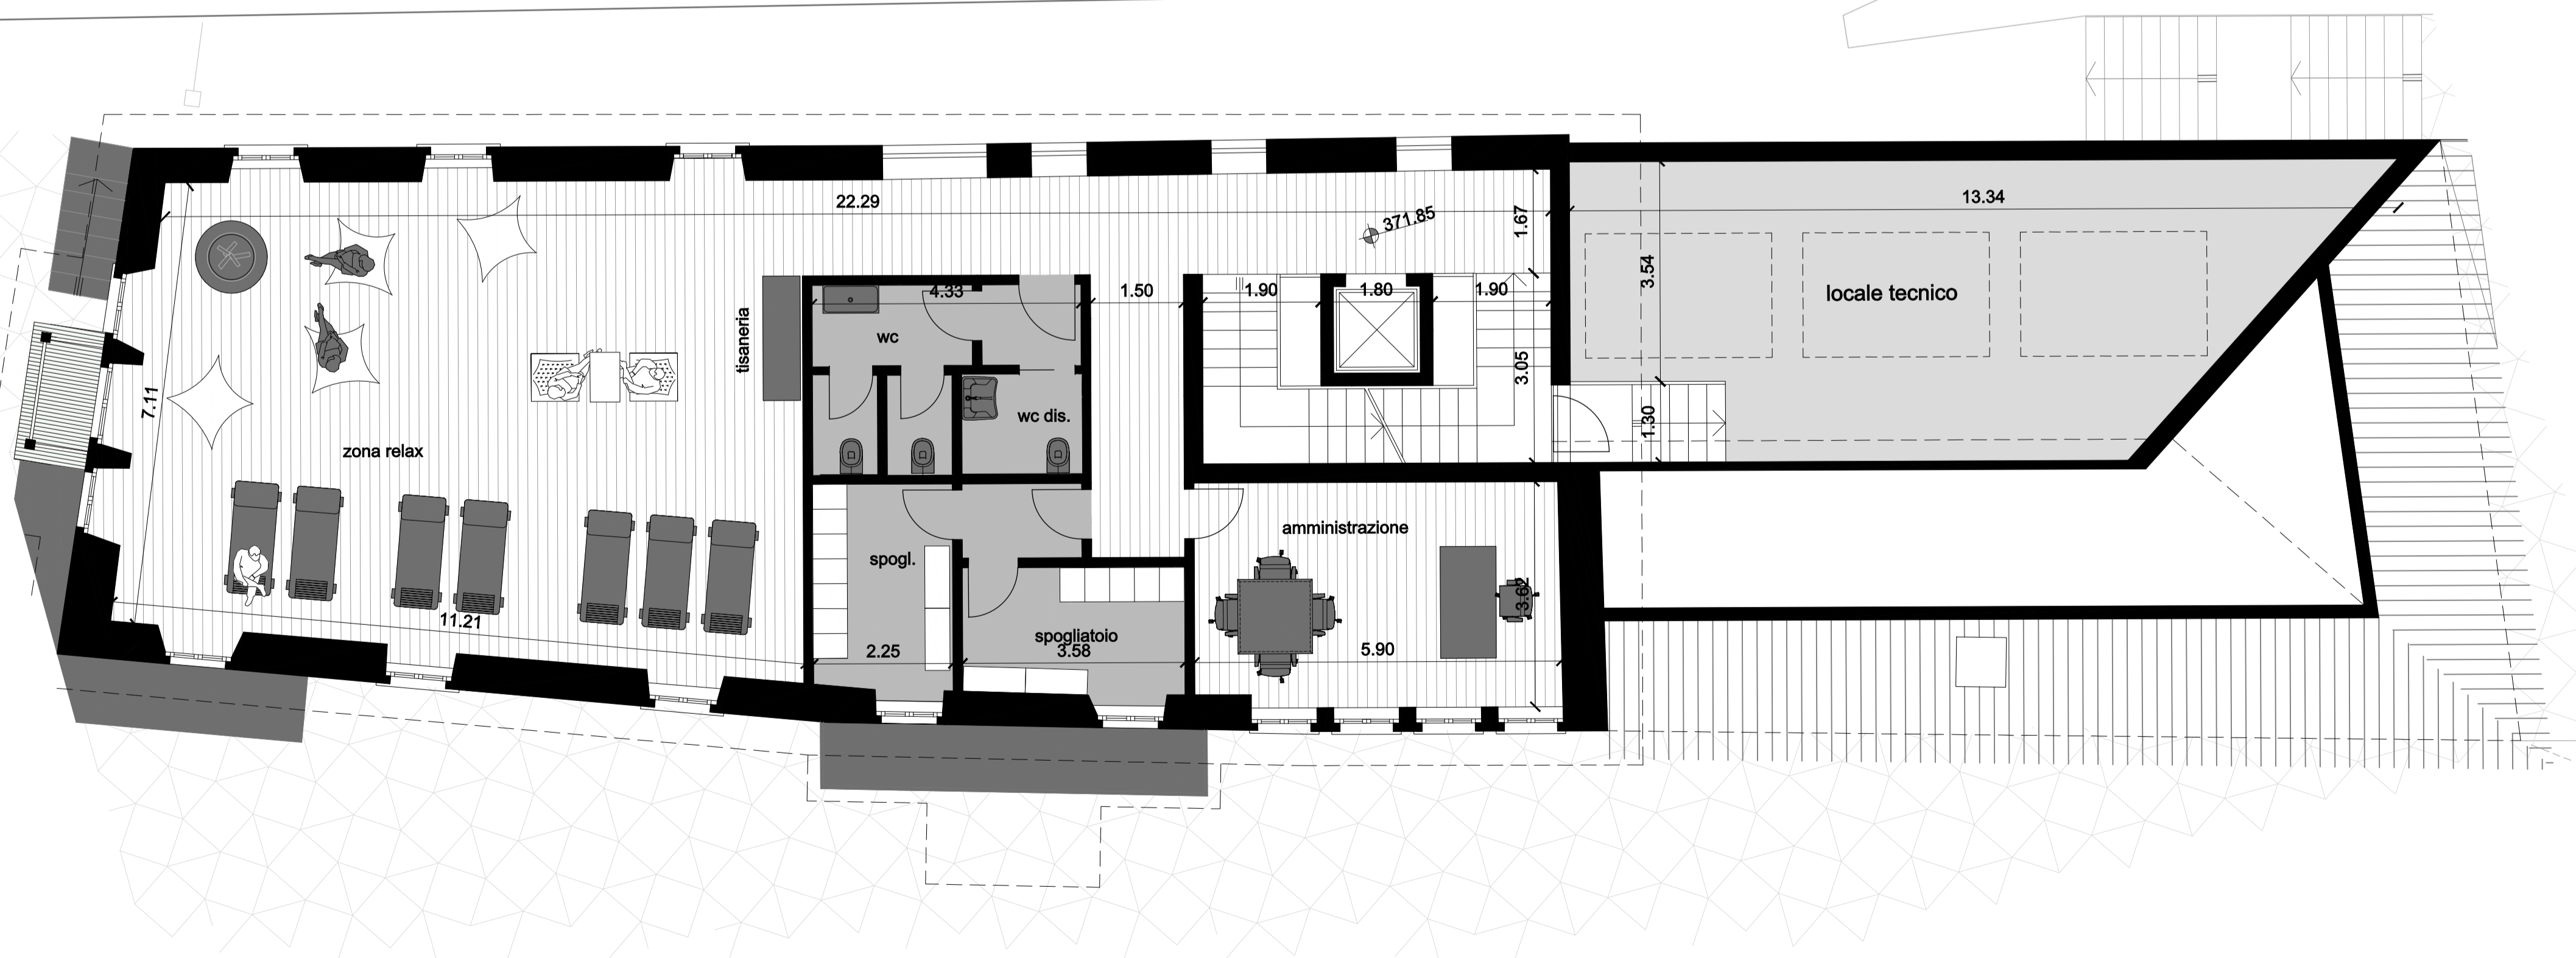 22.29
371.85
1.67
13.34
3.54
locale tecnico
tisaneria
4.33
1.50
1.90
1.80
1.90
wc
3.05
7.11
wc dis.
1.30
zona relax
amministrazione
spogl.
3.62
11.21
spogliatoio
2.25
3.58
5.90